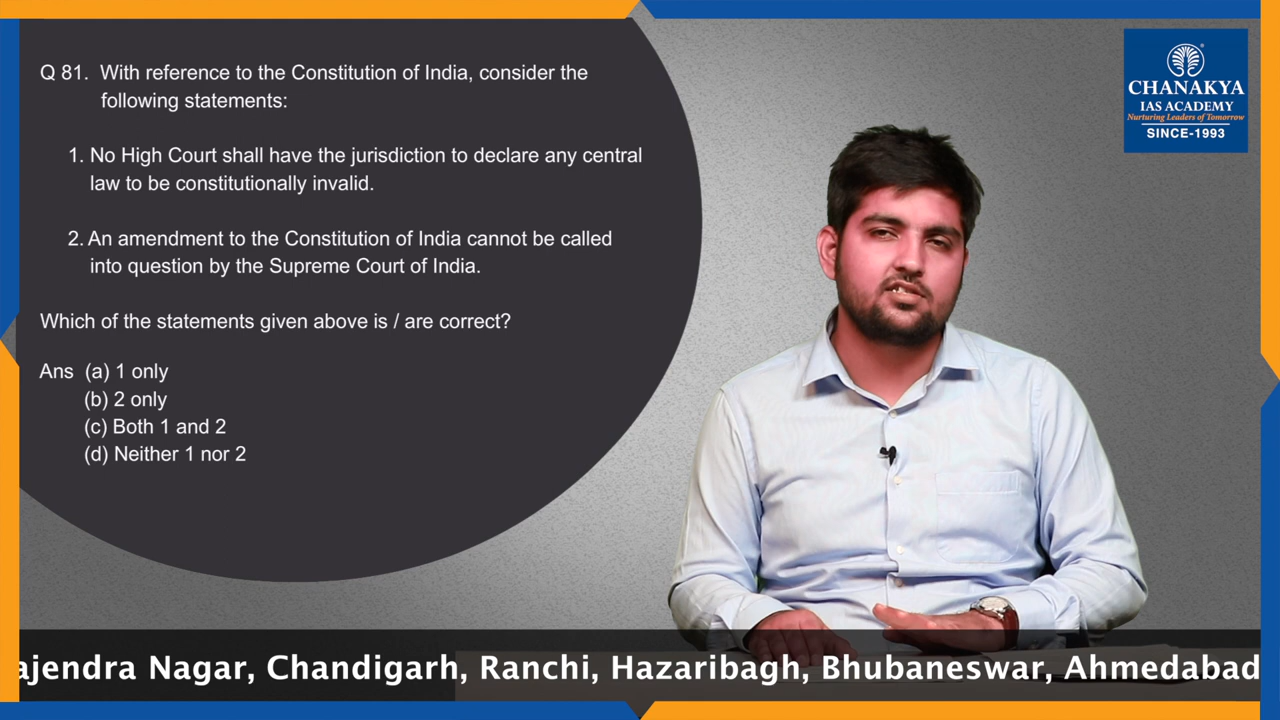 Q 81. With reference to the Constitution of India, consider the
following statements:
1. No High Court shall have the jurisdiction to declare any central
law to be constitutionally invalid.
2. An amendment to the Constitution of India cannot be called
into question by the Supreme Court of India.
Which of the statements given above is / are correct?
Ans (a) 1 only
(b) 2 only
(c) Both 1 and 2
(d) Neither 1 nor 2
CHANAKYA
IAS ACADEMY
Nurturing Leaders of Tomorrow
SINCE-1993
ajendra Nagar, Chandigarh, Ranchi, Hazaribagh, Bhubaneswar, Ahmedabad